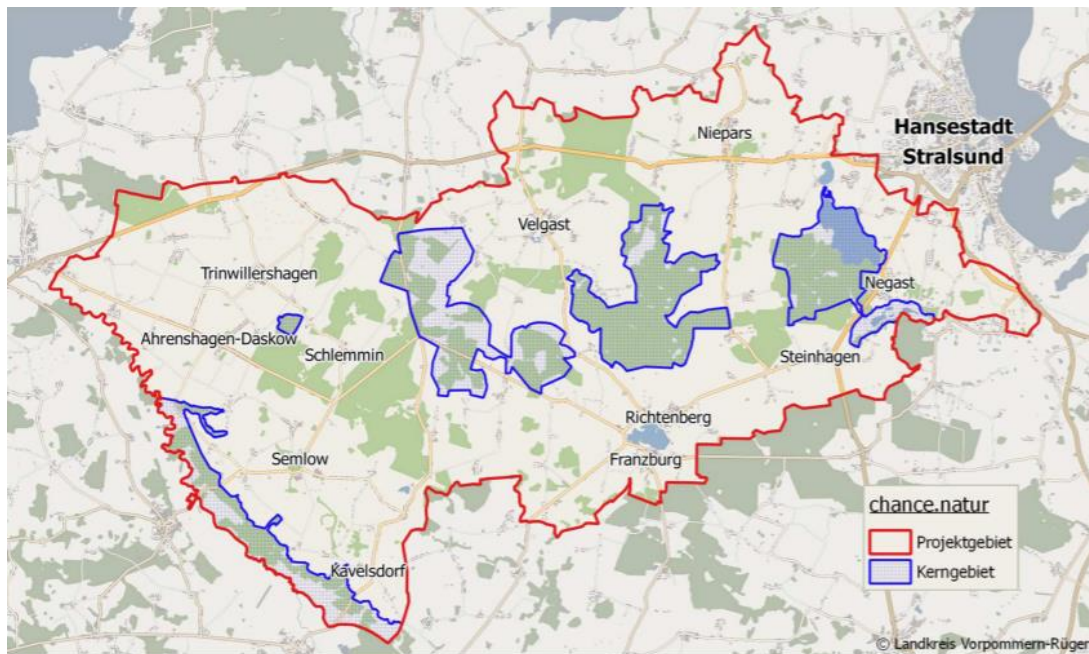 Niepars
Hansestadt
Stralsund
Velgast
Trinwillershagen
Negast
Ahrenshagen-Daskow
Schlemmin
Steinhagen
Richtenberg
Semlow
Franzburg
Kavelsdorf
chance.natur
Projektgebiet
Kerngebiet
© Landkreis Vorpommern-Rügen